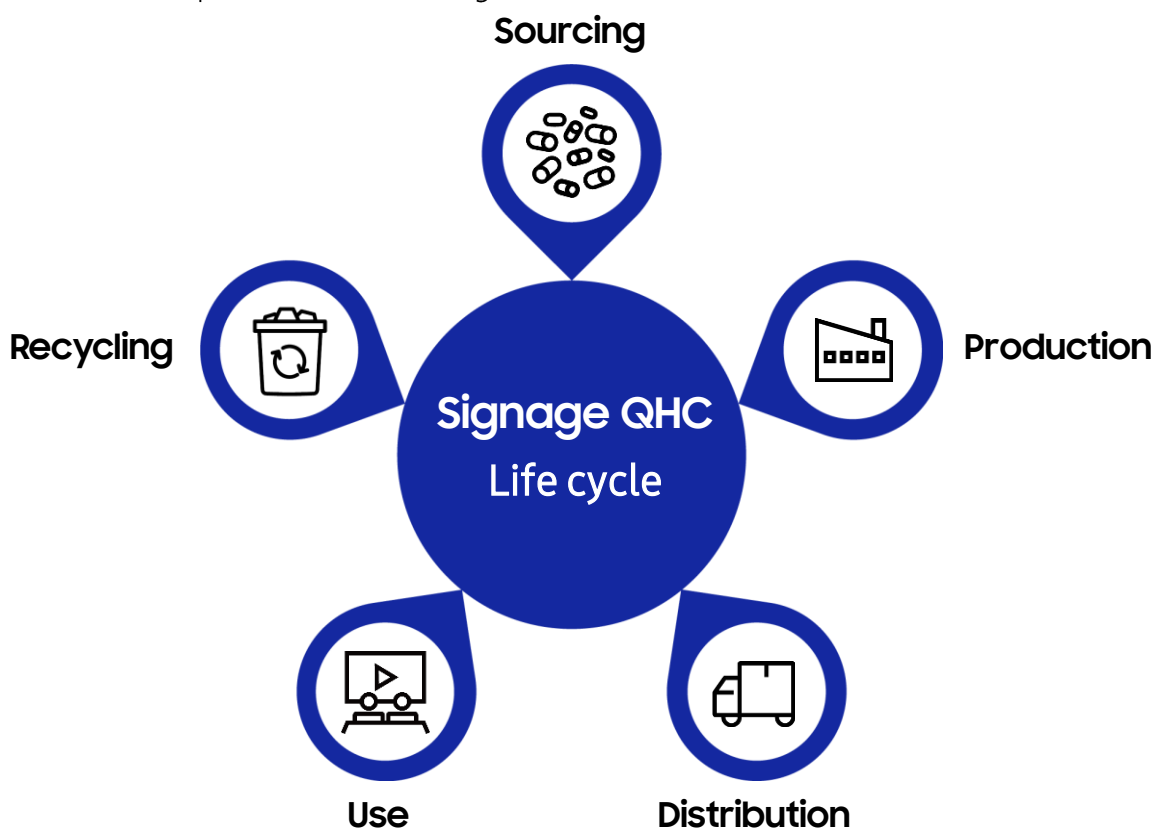 Sourcing
Recycling
Production
Signage QHC
Life cycle
Use
Distribution